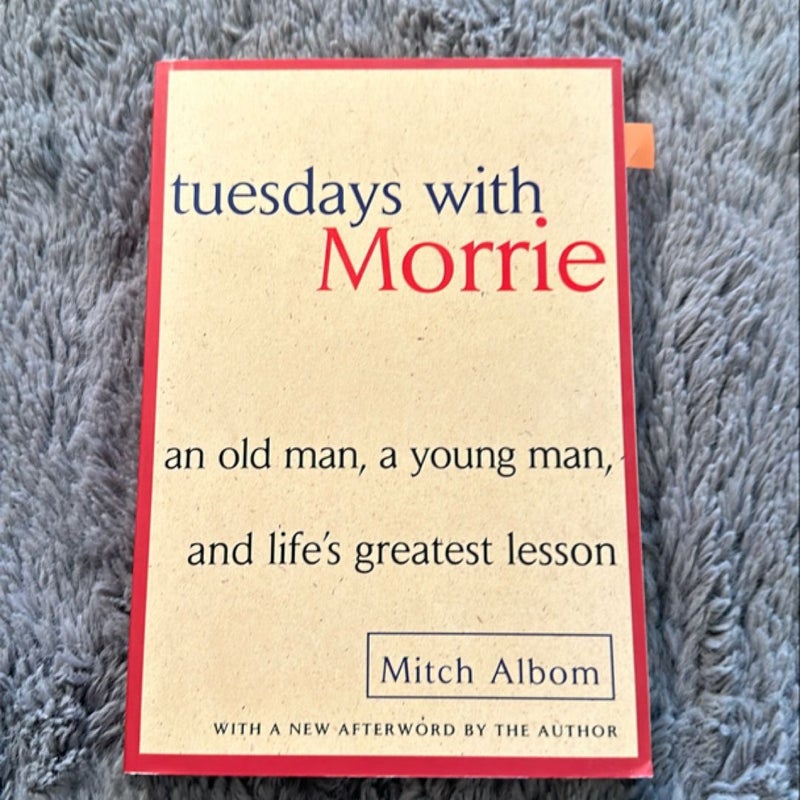 tuesdays with
Morrie
an old man, a young man,
and life's greatest lesson
Mitch Albom
WITH A NEW AFTERWORD BY THE AUTHOR